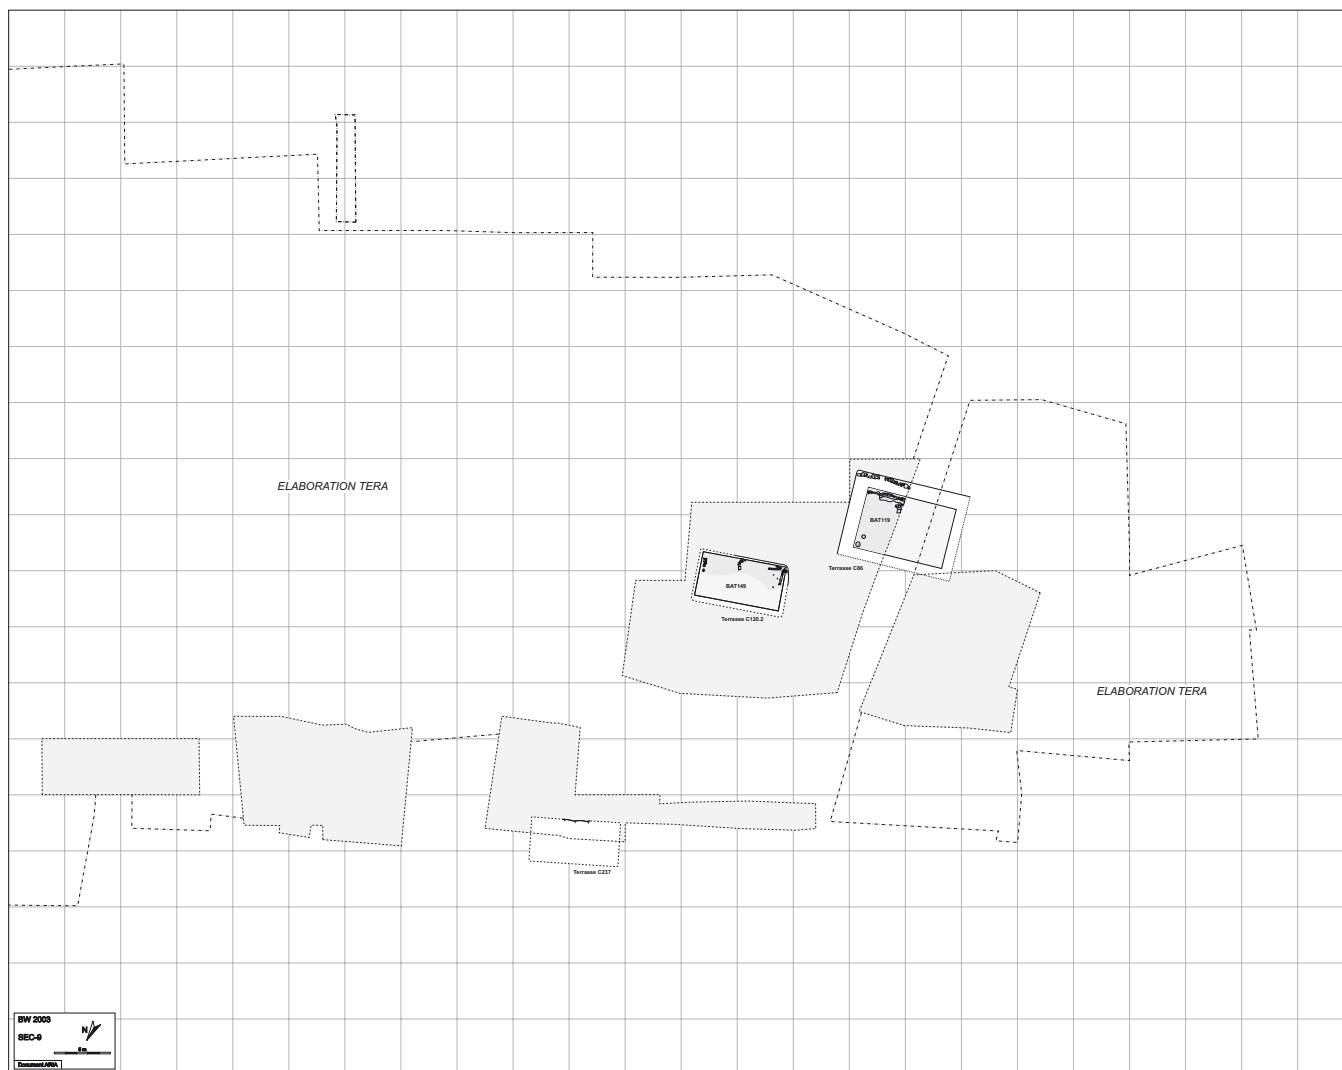 ELABORATION TERA
BAT119
Terrasse C86
BAT149
Terrasse C120.2
ELABORATION TERA
Terrasse C237
BW 2003
N
SEC-9
5 m
Document ARIA